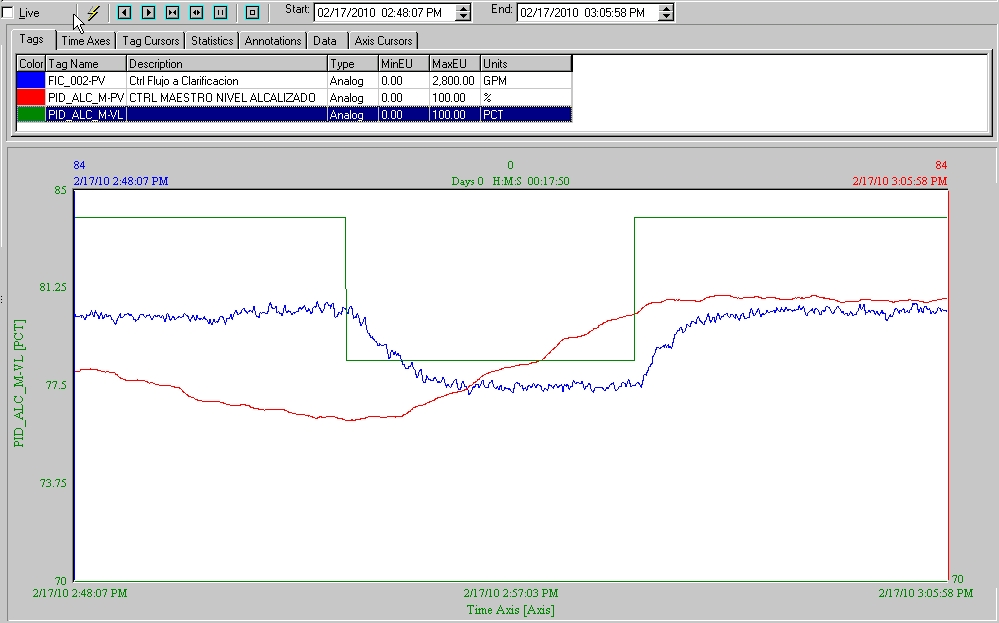 Live Start: 02/17/2010 02:48:07 PM End: 02/17/2010 03:05:58 PM
Tags Time Axes Tag Cursors Statistics Annotations Data Axis Cursors
Color Tag Name Description Type MinEU MaxEU Units
FIC_002-PV Ctrl Flujo a Clarificacion Analog 0.00 2,800.00 GPM
PID_ALC_M-PV CTRL MAESTRO NIVEL ALCALIZADO Analog 0.00 100.00 %
PID_ALC_M-VL Analog 0.00 100.00 PCT
84 0 84
2/17/10 2:48:07 PM Days 0 H:M:S 00:17:50 2/17/10 3:05:58 PM
85
81.25
77.5
73.75
70 70
PID_ALC_M-VL [PCT]
2/17/10 2:48:07 PM 2/17/10 2:57:03 PM 2/17/10 3:05:58 PM
Time Axis [Axis]